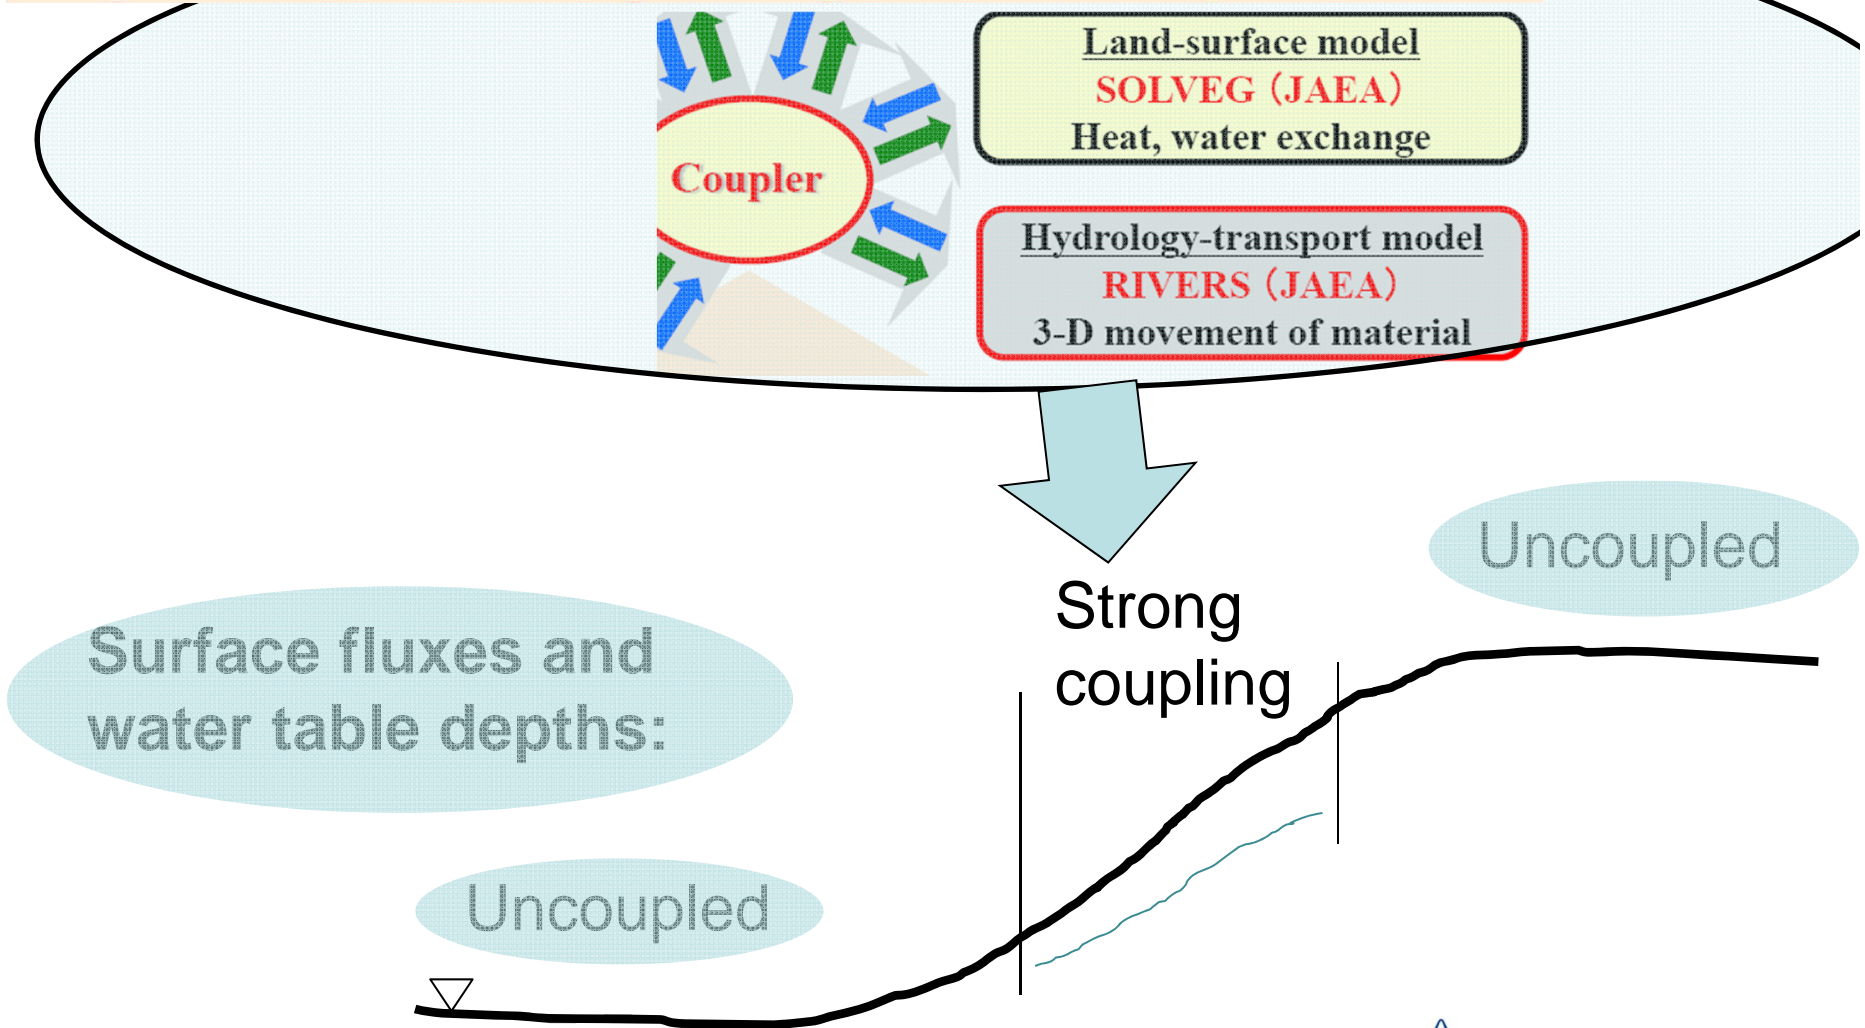 Land-surface model
SOLVEG（JAEA）
Heat, water exchange
Coupler
Hydrology-transport model
RIVERS（JAEA）
3-D movement of material
Uncoupled
Strong
coupling
Surface fluxes and
water table depths:
Uncoupled